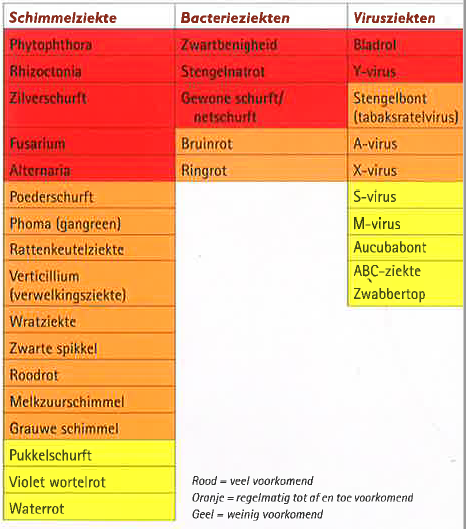 Schimmelziekte
Bacterieziekten
Virusziekten
Phytophthora
Zwartbenigheid
Bladrol
Rhizoctonia
Stengelnatrot
Y-virus
Zilverschurft
Gewone schurft/
netschurft
Stengelbont
(tabaksratelvirus)
Fusarium
Bruinrot
A-virus
Alternaria
Ringrot
X-virus
Poederschurft
S-virus
Phoma (gangreen)
M-virus
Rattenkeutelziekte
Aucubabont
Verticillium
(verwelkingsziekte)
ABC-ziekte
Zwabbertop
Wratziekte
Zwarte spikkel
Roodrot
Melkzuurschimmel
Grauwe schimmel
Pukkelschurft
Violet wortelrot
Waterrot
Rood = veel voorkomend
Oranje = regelmatig tot af en toe voorkomend
Geel = weinig voorkomend